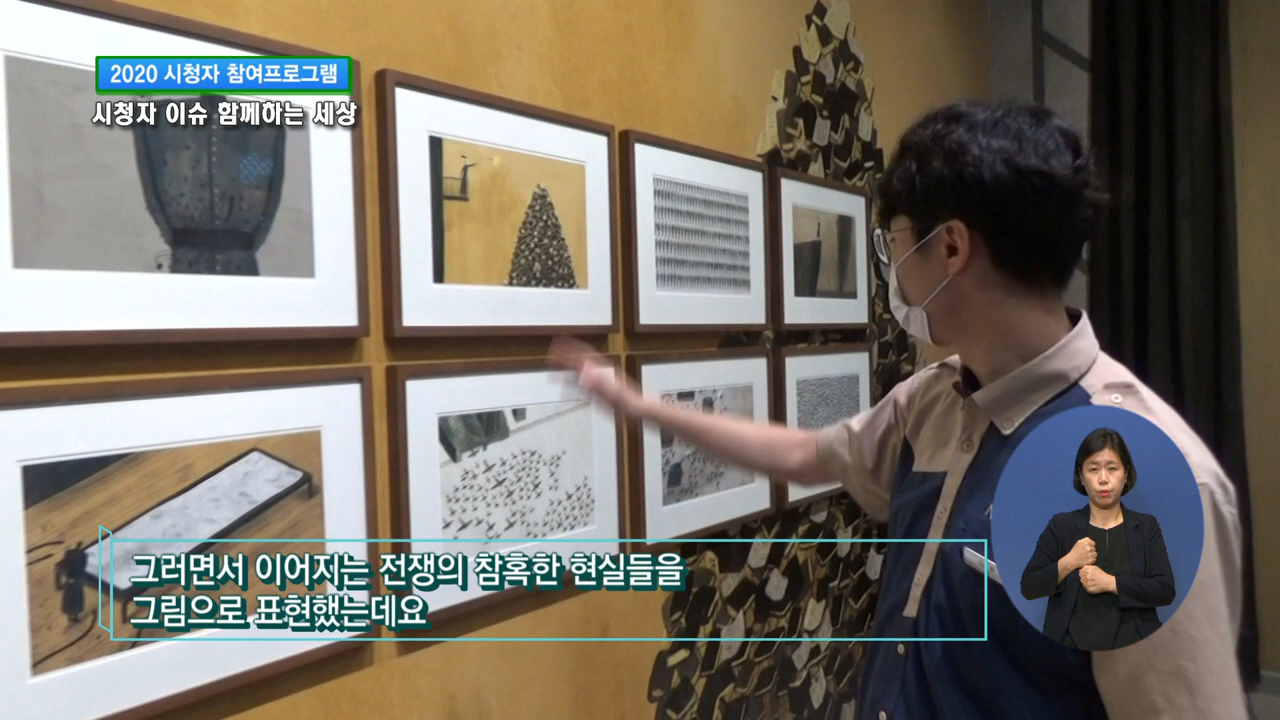 2020 시청자 참여프로그램
시청자 이슈 함께하는 세상
그러면서 이어지는 전쟁의 참혹한 현실들을
그림으로 표현했는데요